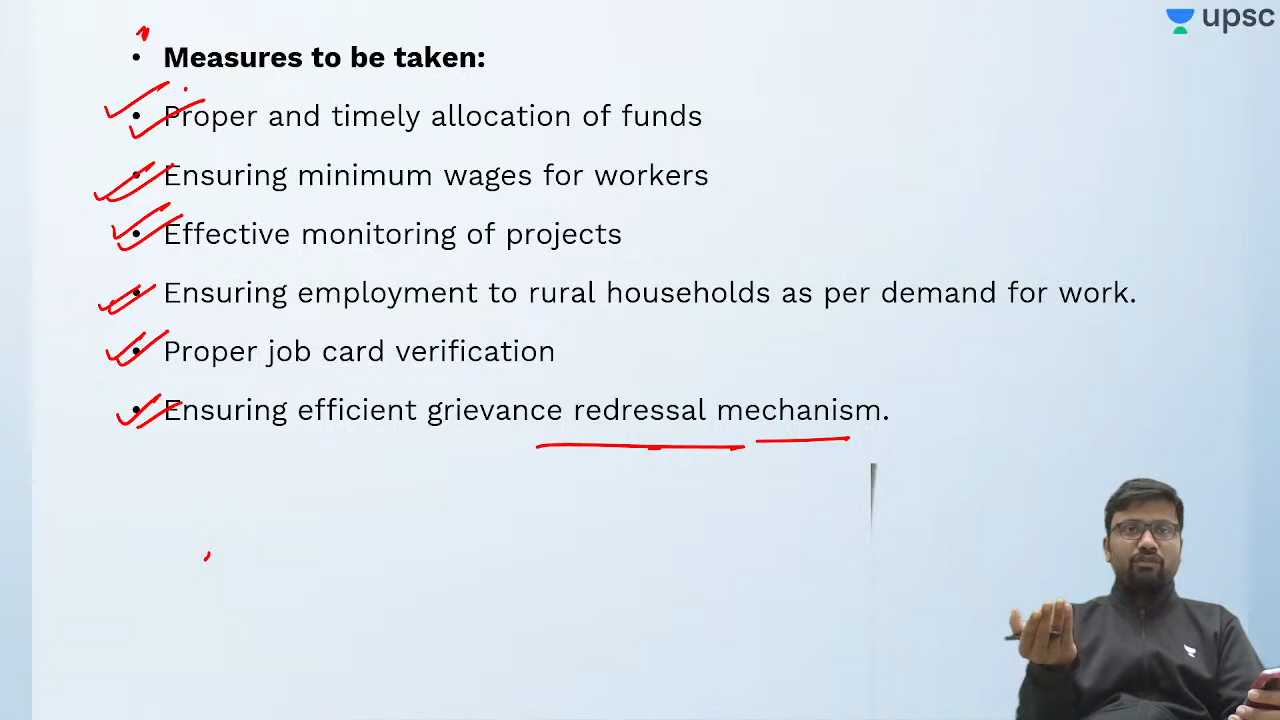 upsc
• Measures to be taken:
• Proper and timely allocation of funds
• Ensuring minimum wages for workers
• Effective monitoring of projects
• Ensuring employment to rural households as per demand for work.
• Proper job card verification
• Ensuring efficient grievance redressal mechanism.